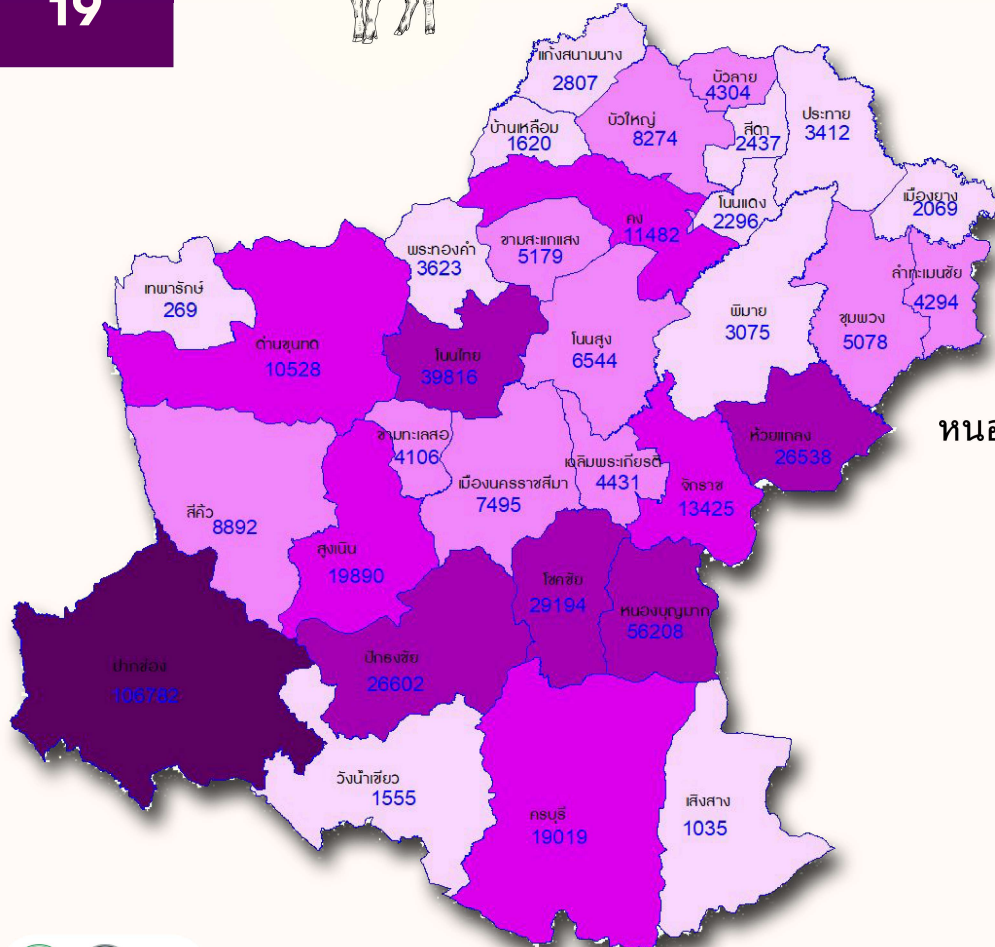 19
แก้งสนามนาง
2807
บัวลาย
4304
บัวใหญ่
8274
สีดา
2437
ประทาย
3412
บ้านเหลื่อม
1620
คง
11482
โนนแดง
2296
เมืองยาง
2069
พระทองคำ
3623
ขามสะแกแสง
5179
ลำทะเมนชัย
4294
เทพารักษ์
269
ด่านขุนทด
10528
โนนไทย
39816
โนนสูง
6544
พิมาย
3075
ชุมพวง
5078
หนอ
ขามทะเลสอ
4106
เมืองนครราชสีมา
7495
เฉลิมพระเกียรติ
4431
จักราช
13425
ห้วยแถลง
26538
สีคิ้ว
8892
สูงเนิน
19890
โชคชัย
29194
หนองบุญมาก
56208
ปากช่อง
106782
ปักธงชัย
26602
วังน้ำเขียว
1555
ครบุรี
19019
เสิงสาง
1035